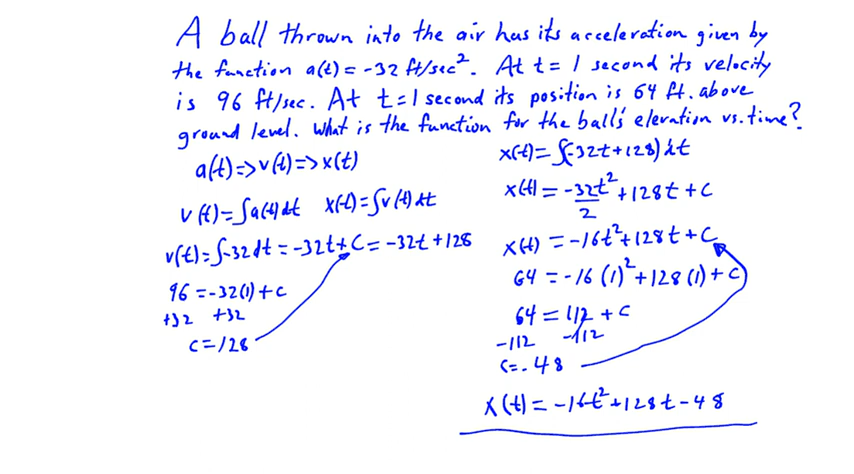 A ball thrown into the air has its acceleration given by
the function a(t) = -32 ft/sec². At t = 1 second its velocity
is 96 ft/sec. At t = 1 second its position is 64 ft. above
ground level. What is the function for the ball's elevation vs. time?
a(t) => v(t) => x(t)
v(t) = ∫a(t)dt x(t) = ∫v(t)dt
v(t) = ∫-32dt = -32t + C = -32t + 128
96 = -32(1) + C
+32 +32
C = 128
x(t) = ∫(-32t + 128)dt
x(t) = -32t²/2 + 128t + C
x(t) = -16t² + 128t + C
64 = -16(1)² + 128(1) + C
64 = 112 + C
-112 -112
C = -48
x(t) = -16t² + 128t - 48